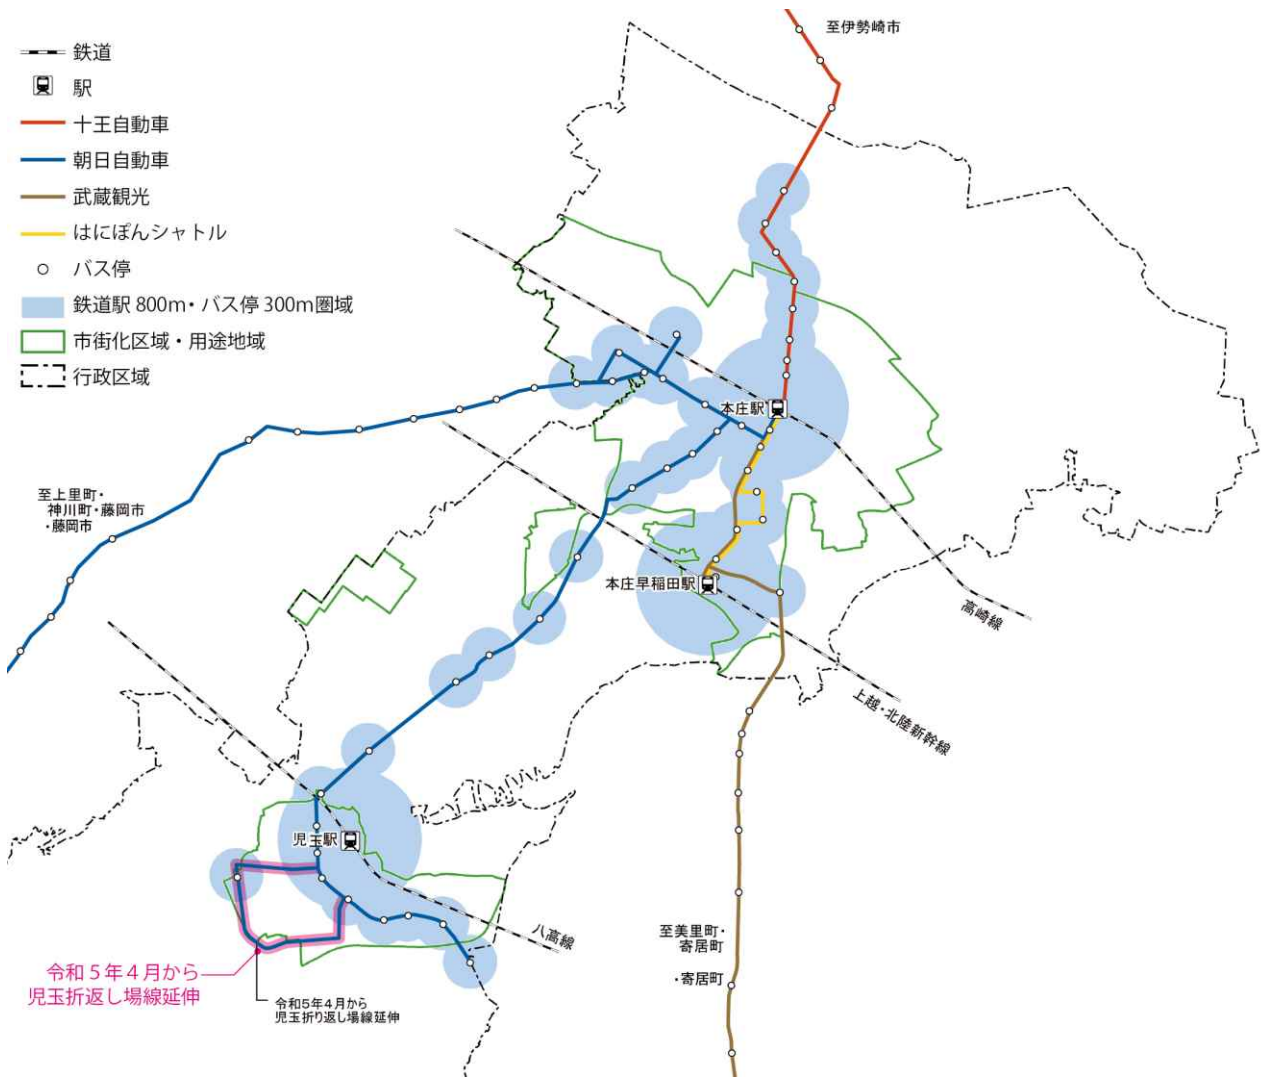 鉄道
駅
十王自動車
朝日自動車
武蔵観光
はにぽんシャトル
バス停
鉄道駅 800m・バス停 300m圏域
市街化区域・用途地域
行政区域
至伊勢崎市
本庄駅
至上里町・
神川町・藤岡市
・藤岡市
本庄早稲田駅
高崎線
上越・北陸新幹線
児玉駅
八高線
至美里町・
寄居町
・寄居町
令和５年４月から
児玉折返し場線延伸
令和5年4月から
児玉折り返し場線延伸